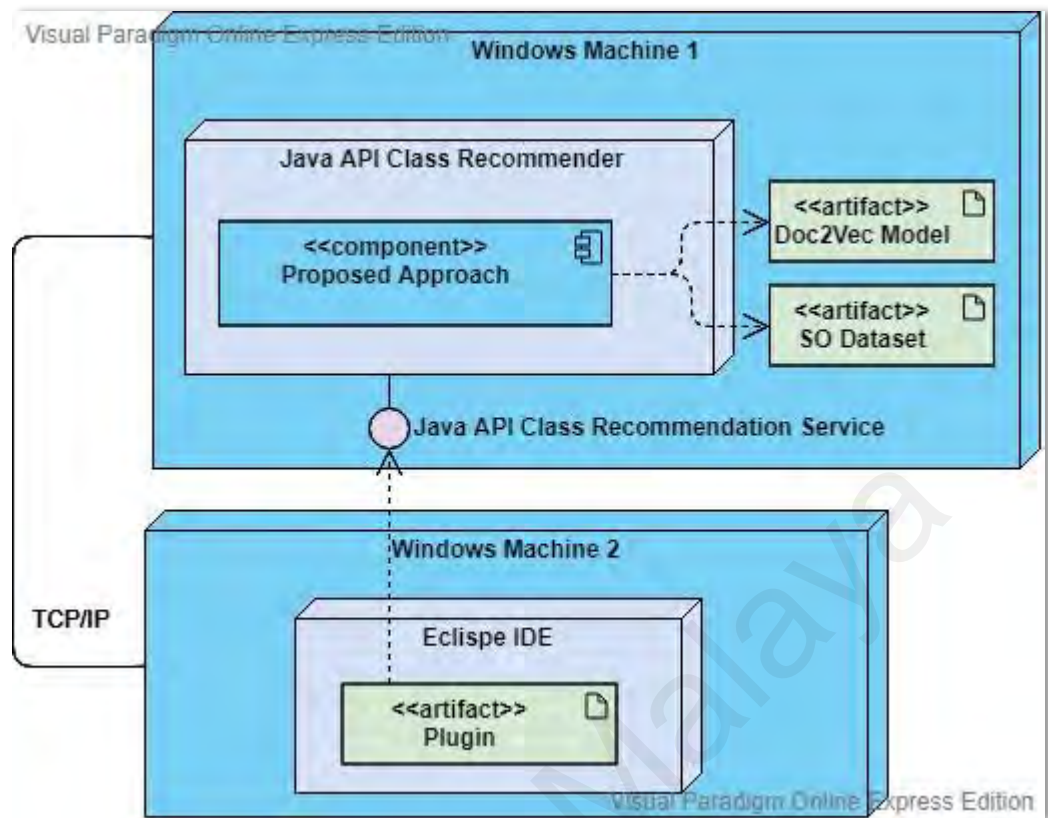 Visual Paradigm Online Express Edition
Windows Machine 1
Java API Class Recommender
<<component>>
Proposed Approach
<<artifact>>
Doc2Vec Model
<<artifact>>
SO Dataset
Java API Class Recommendation Service
Windows Machine 2
TCP/IP
Eclispe IDE
<<artifact>>
Plugin
Malaya
Visual Paradigm Online Express Edition